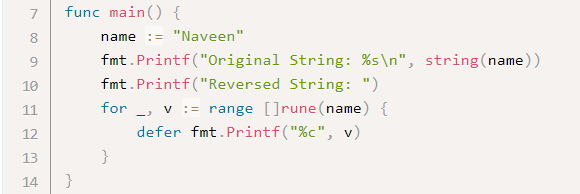 7 func main() {
8     name := "Naveen"
9     fmt.Printf("Original String: %s\n", string(name))
10     fmt.Printf("Reversed String: ")
11     for _, v := range []rune(name) {
12         defer fmt.Printf("%c", v)
13     }
14 }